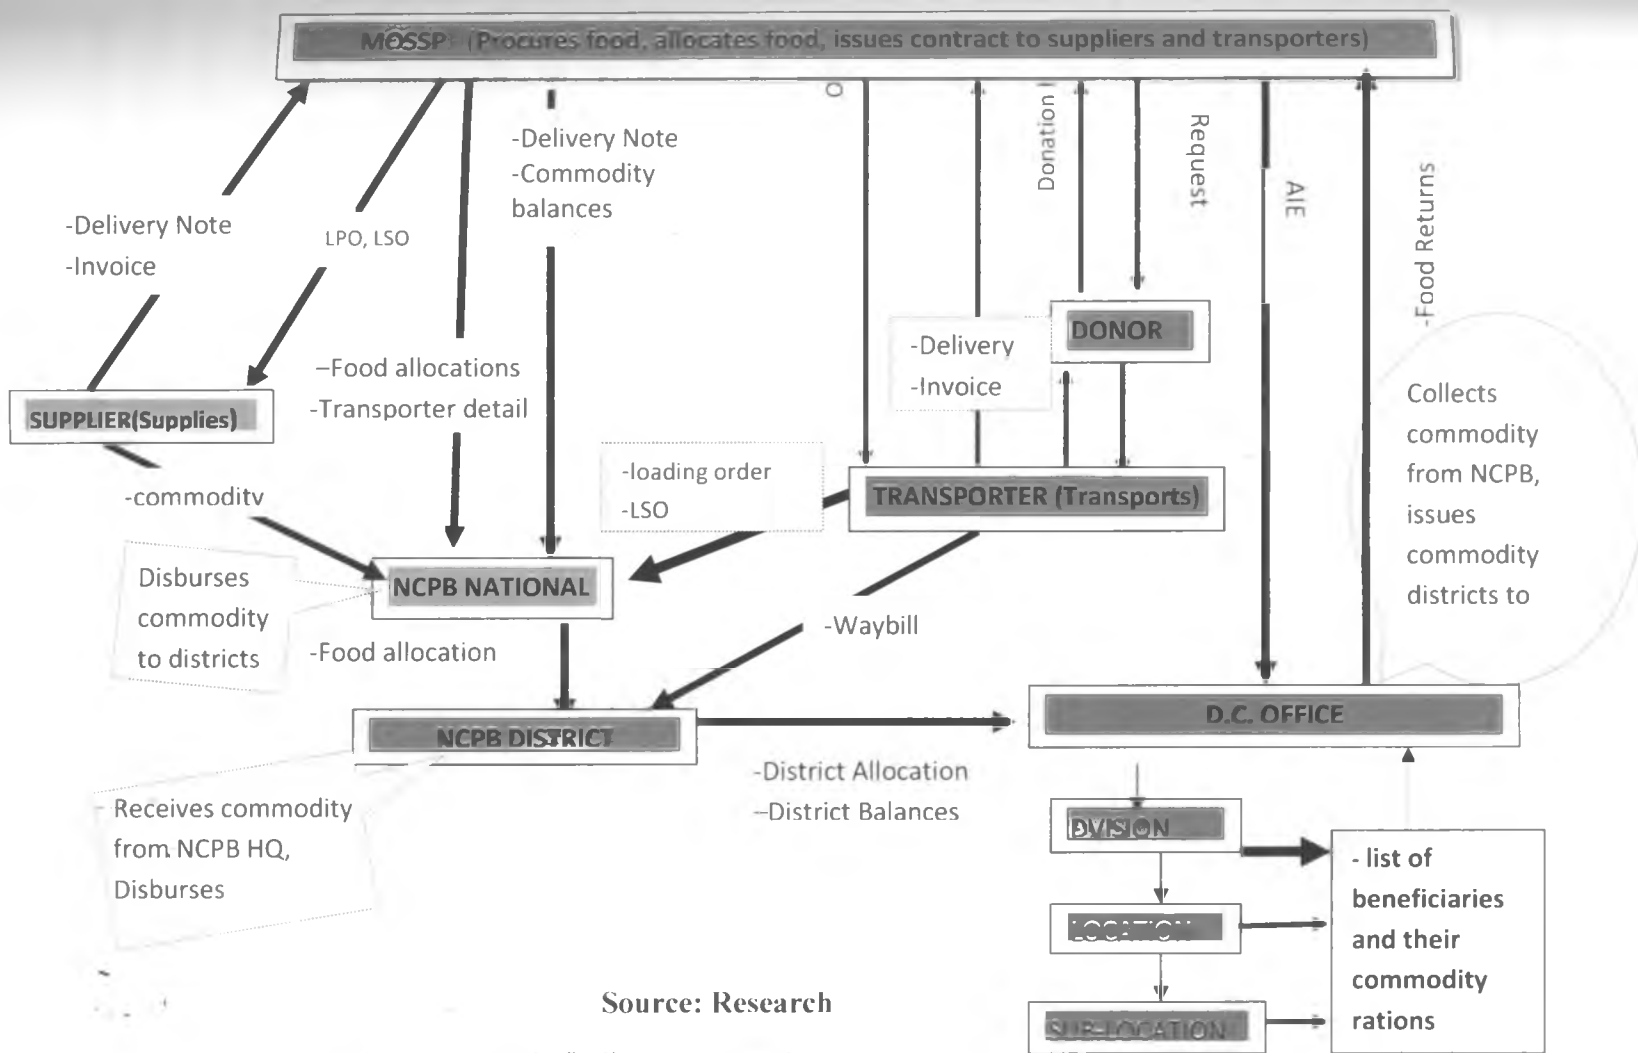 MOSSP (Procures food, allocates food, issues contract to suppliers and transporters)
-Delivery Note
-Invoice
LPO, LSO
-Delivery Note
-Commodity
balances
–Food allocations
-Transporter detail
O
Donation
Request
AIE
-Food Returns
DONOR
-Delivery
-Invoice
SUPPLIER(Supplies)
-commodity
-loading order
-LSO
TRANSPORTER (Transports)
Collects
commodity
from NCPB,
issues
commodity
districts to
Disburses
commodity
to districts
NCPB NATIONAL
-Food allocation
-Waybill
NCPB DISTRICT
D.C. OFFICE
-District Allocation
–District Balances
Receives commodity
from NCPB HQ,
Disburses
DVISION
LOCATION
SUB-LOCATION
- list of
beneficiaries
and their
commodity
rations
Source: Research